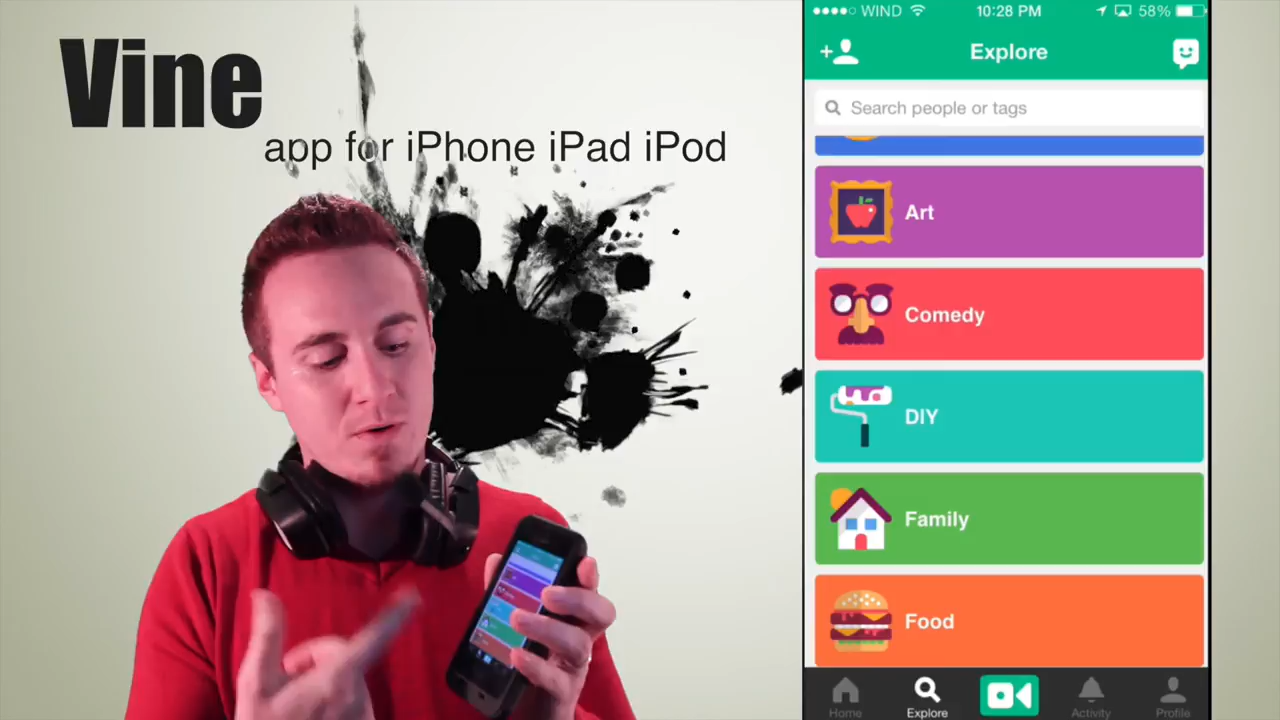 Vine
app for iPhone iPad iPod
WIND 10:28 PM 58%
Explore
Search people or tags
Art
Comedy
DIY
Family
Food
Home Explore Activity Profile